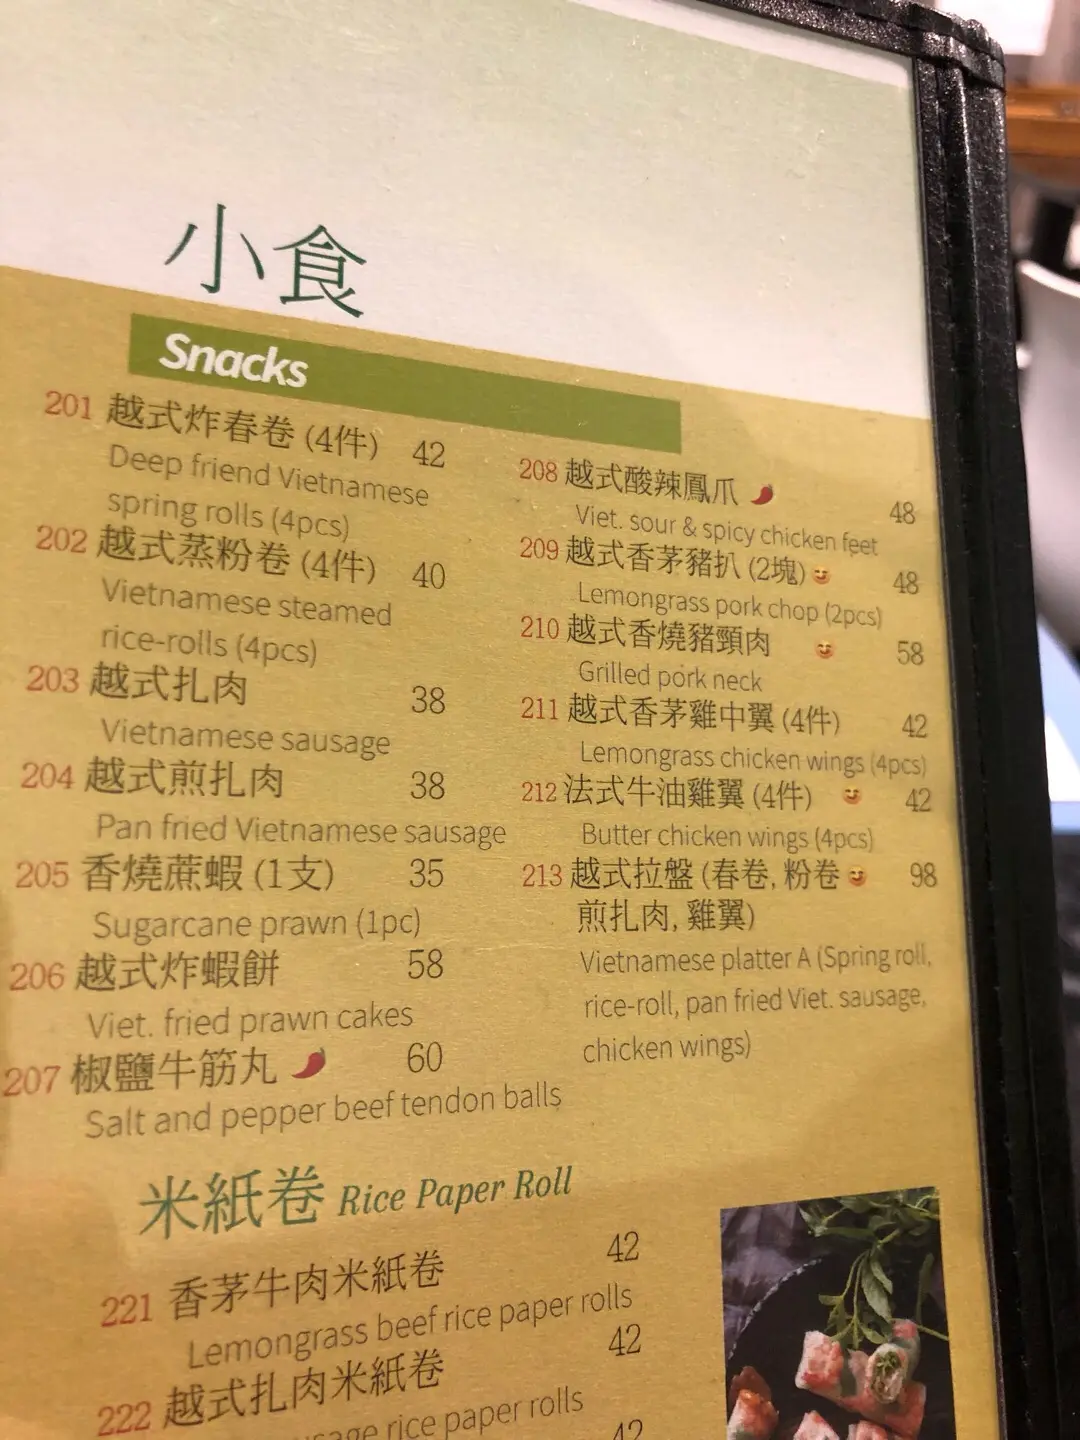 小食
Snacks
201 越式炸春卷 (4件) 42
Deep friend Vietnamese
spring rolls (4pcs)
202 越式蒸粉卷 (4件) 40
Vietnamese steamed
rice-rolls (4pcs)
203 越式扎肉 38
Vietnamese sausage
204 越式煎扎肉 38
Pan fried Vietnamese sausage
205 香燒蔗蝦 (1支) 35
Sugarcane prawn (1pc)
206 越式炸蝦餅 58
Viet. fried prawn cakes
207 椒鹽牛筋丸 60
Salt and pepper beef tendon balls
208 越式酸辣鳳爪 48
Viet. sour & spicy chicken feet
209 越式香茅豬扒 (2塊) 48
Lemongrass pork chop (2pcs)
210 越式香燒豬頸肉 58
Grilled pork neck
211 越式香茅雞中翼 (4件) 42
Lemongrass chicken wings (4pcs)
212 法式牛油雞翼 (4件) 42
Butter chicken wings (4pcs)
213 越式拉盤 (春卷, 粉卷 98
煎扎肉, 雞翼)
Vietnamese platter A (Spring roll,
rice-roll, pan fried Viet. sausage,
chicken wings)
米紙卷 Rice Paper Roll
221 香茅牛肉米紙卷 42
Lemongrass beef rice paper rolls
222 越式扎肉米紙卷 42
rice paper rolls
42